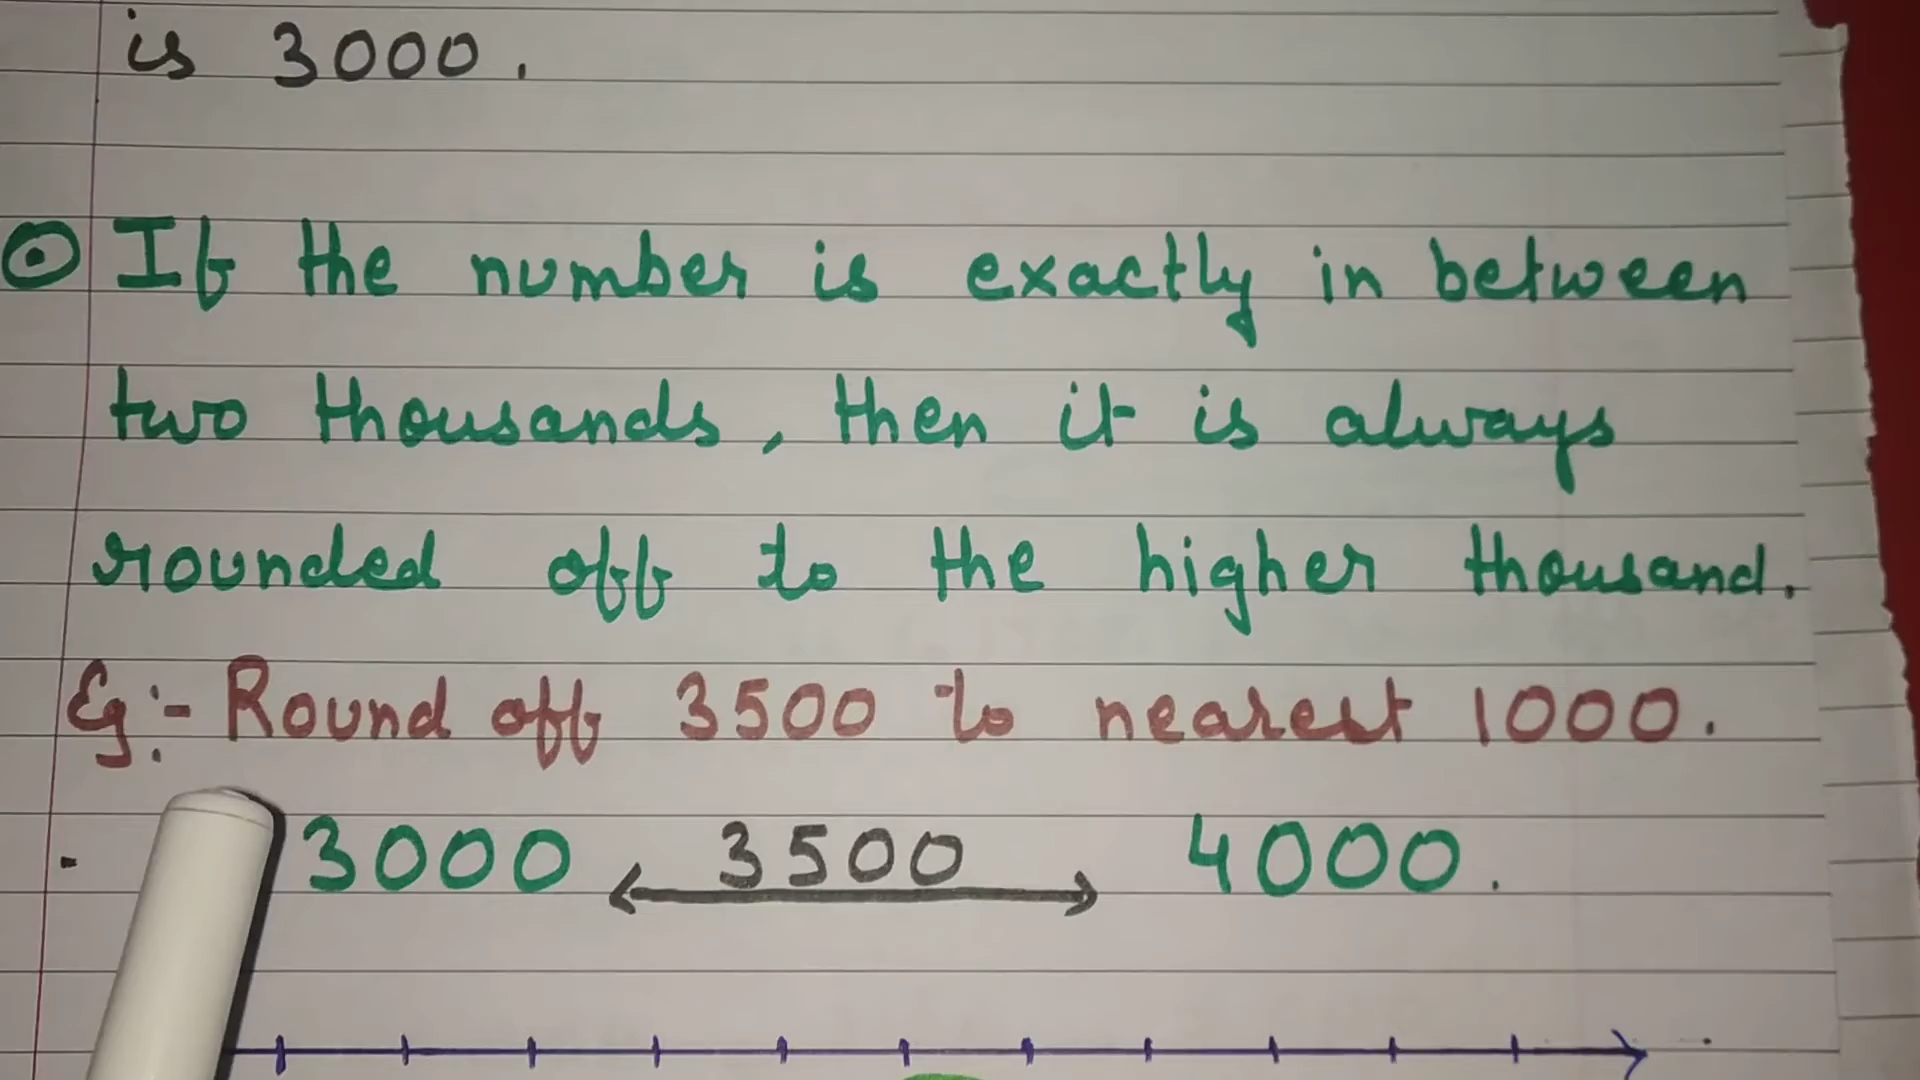 is 3000.
If the number is exactly in between
two thousands, then it is always
rounded off to the higher thousand.
Eg:- Round off 3500 to nearest 1000.
3000 3500 4000.